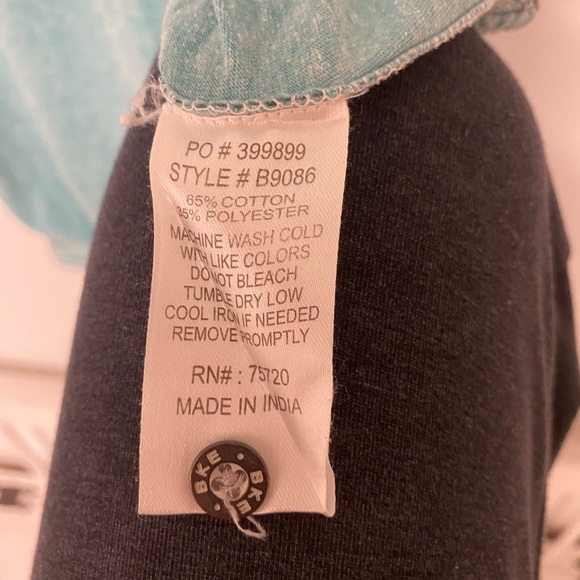 PO # 399899
STYLE # B9086
65% COTTON
35% POLYESTER
MACHINE WASH COLD
WITH LIKE COLORS
DO NOT BLEACH
TUMBLE DRY LOW
COOL IRON IF NEEDED
REMOVE PROMPTLY
RN# : 75720
MADE IN INDIA
BKE • BKE •